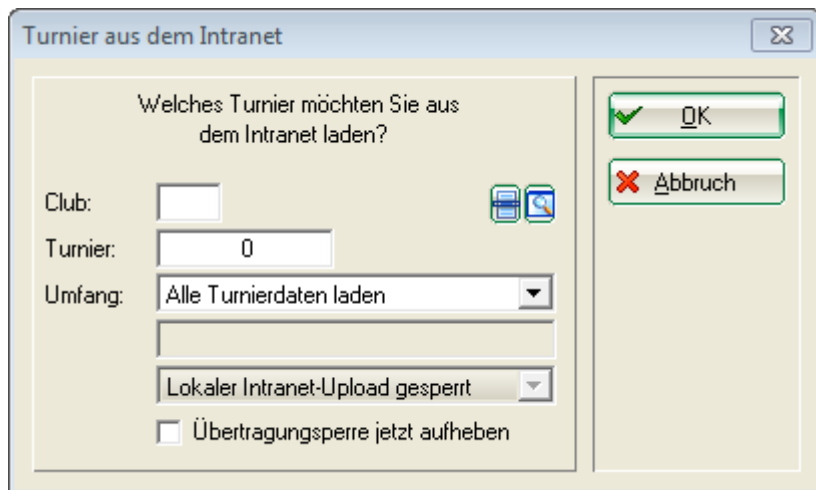 Turnier aus dem Intranet
Welches Turnier möchten Sie aus
dem Intranet laden?
Club:
Turnier: 0
Umfang: Alle Turnierdaten laden
Lokaler Intranet-Upload gesperrt
Übertragungsperre jetzt aufheben
OK
Abbruch